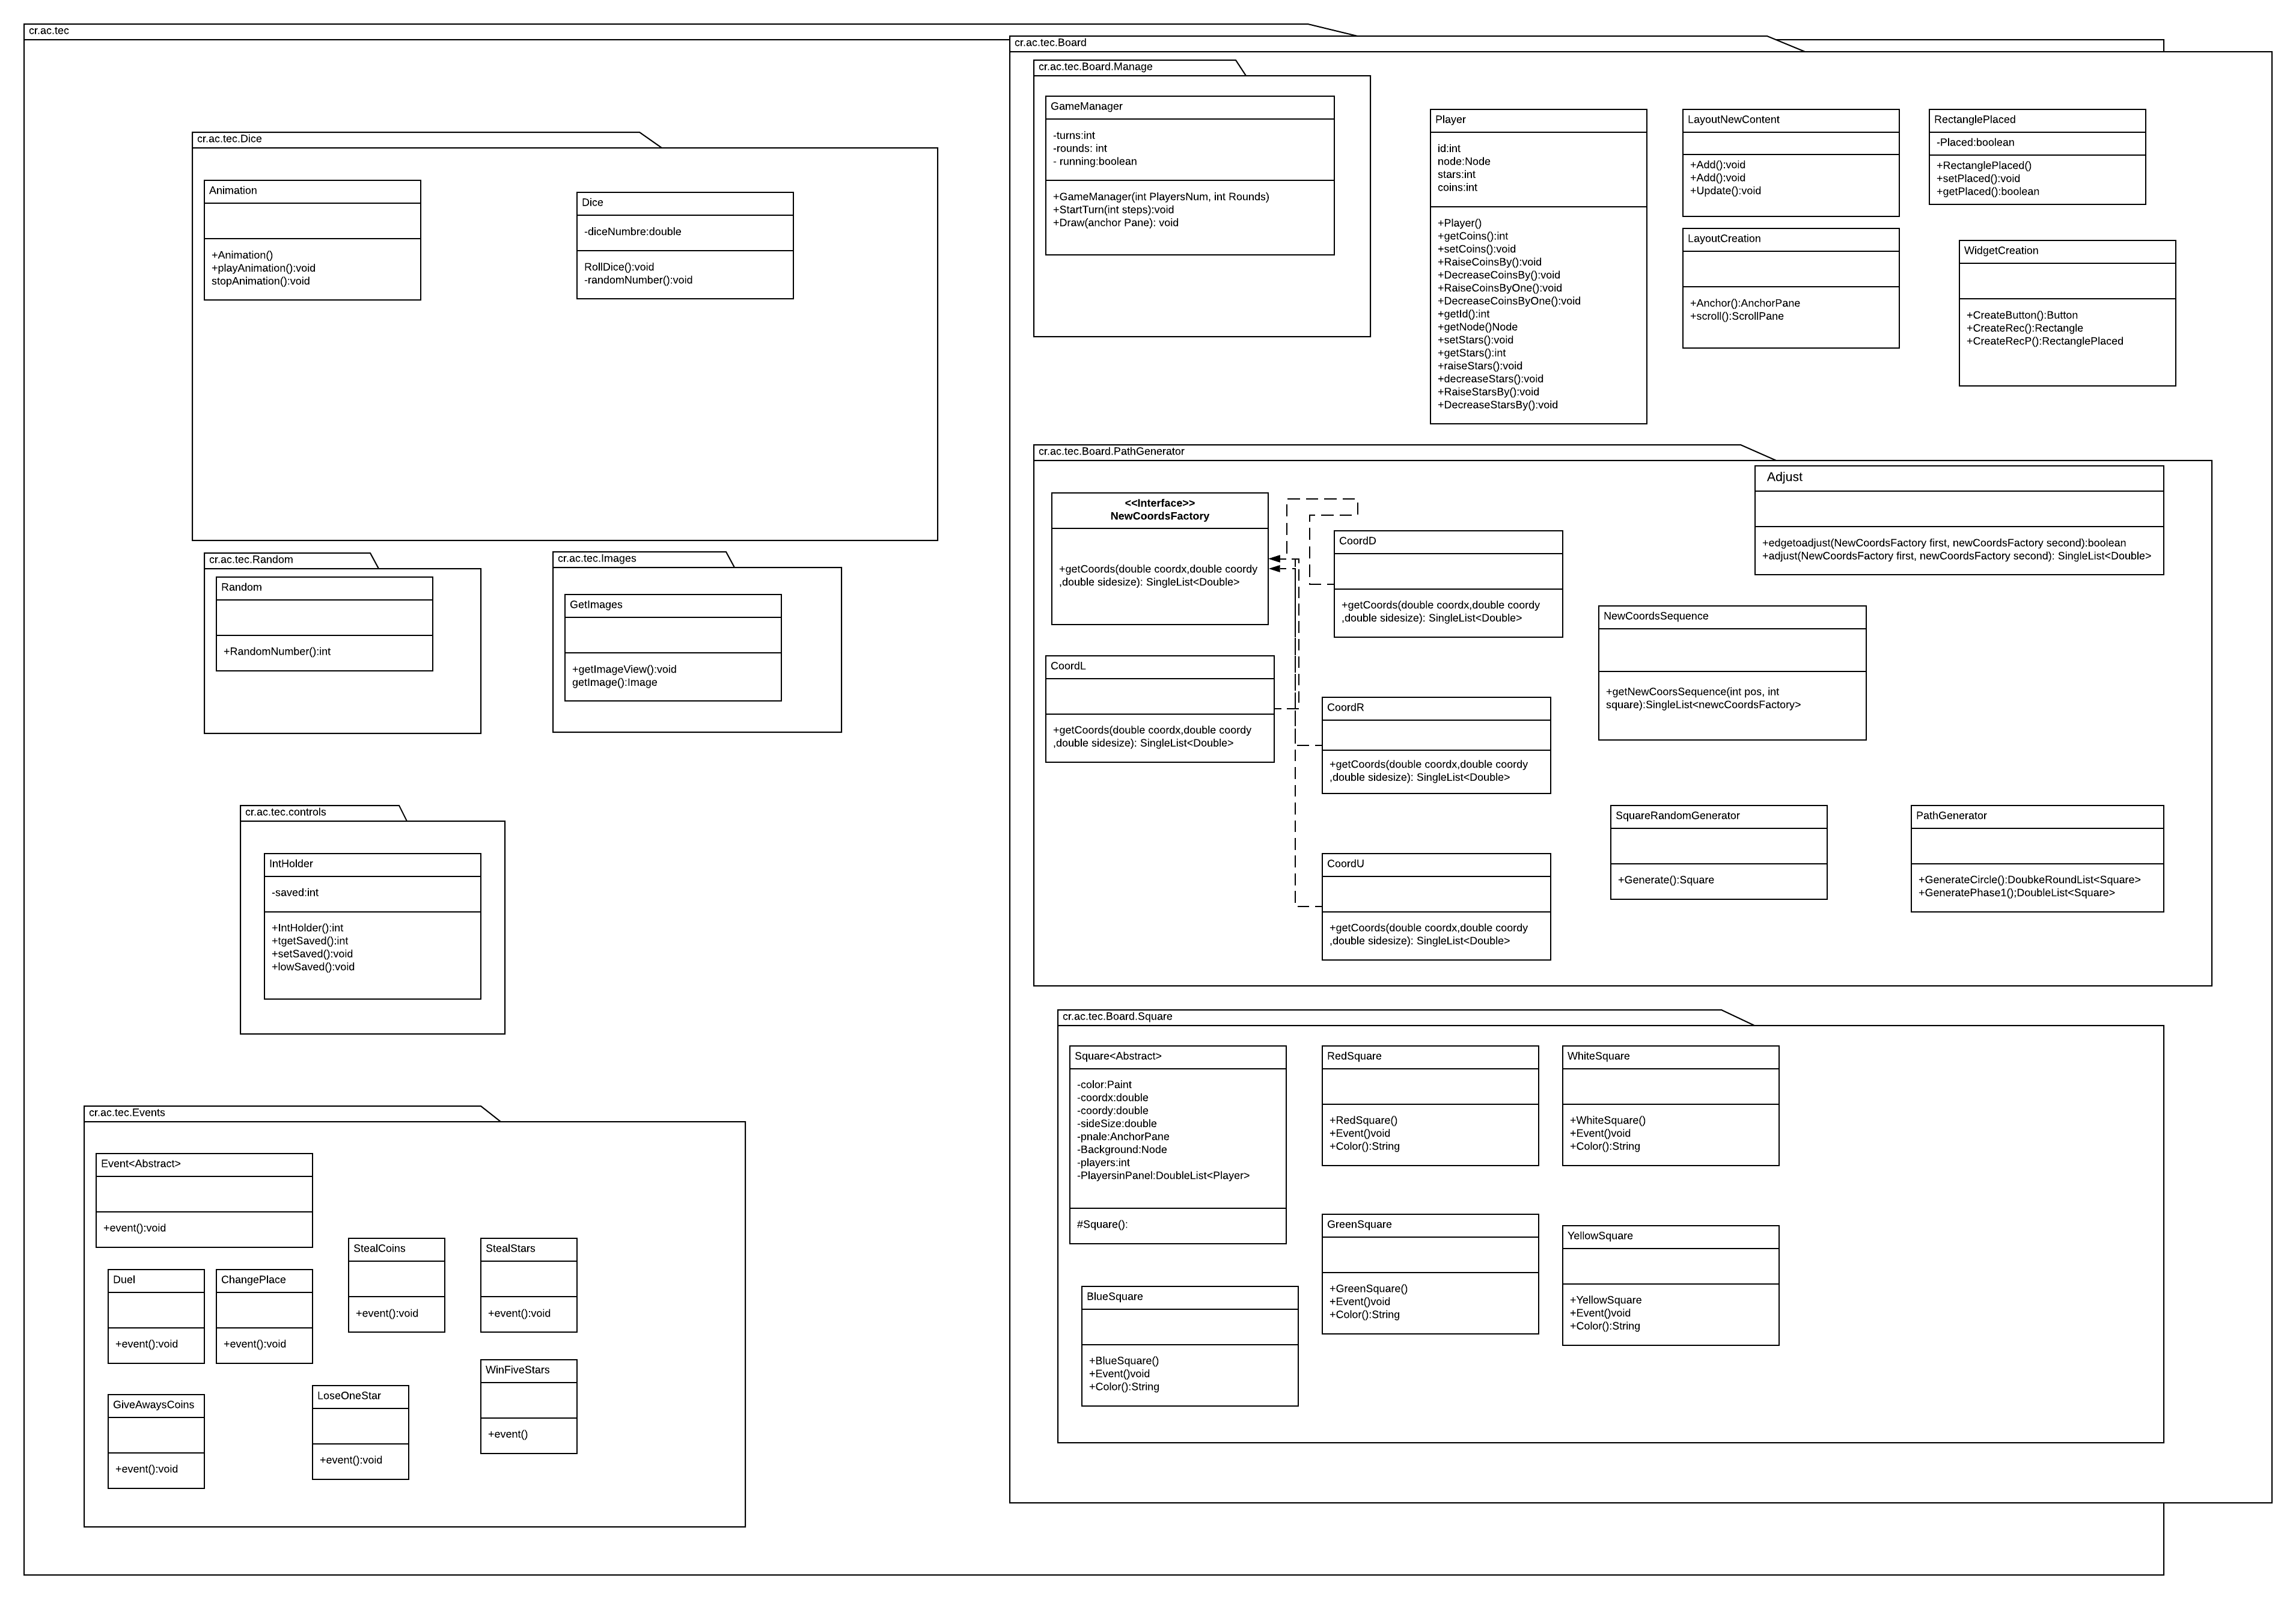 cr.ac.tec
cr.ac.tec.Dice
Animation
+Animation()
+playAnimation():void
stopAnimation():void
Dice
-diceNumbre:double
RollDice():void
-randomNumber():void
cr.ac.tec.Random
Random
+RandomNumber():int
cr.ac.tec.Images
GetImages
+getImageView():void
getImage():Image
cr.ac.tec.controls
IntHolder
-saved:int
+IntHolder():int
+tgetSaved():int
+setSaved():void
+lowSaved():void
cr.ac.tec.Events
Event<Abstract>
+event():void
Duel
+event():void
ChangePlace
+event():void
StealCoins
+event():void
StealStars
+event():void
GiveAwaysCoins
+event():void
LoseOneStar
+event():void
WinFiveStars
+event()
cr.ac.tec.Board
cr.ac.tec.Board.Manage
GameManager
-turns:int
-rounds: int
- running:boolean
+GameManager(int PlayersNum, int Rounds)
+StartTurn(int steps):void
+Draw(anchor Pane): void
Player
id:int
node:Node
stars:int
coins:int
+Player()
+getCoins():int
+setCoins():void
+RaiseCoinsBy():void
+DecreaseCoinsBy():void
+RaiseCoinsByOne():void
+DecreaseCoinsByOne():void
+getId():int
+getNode()Node
+setStars():void
+getStars():int
+raiseStars():void
+decreaseStars():void
+RaiseStarsBy():void
+DecreaseStarsBy():void
LayoutNewContent
+Add():void
+Add():void
+Update():void
RectanglePlaced
-Placed:boolean
+RectanglePlaced()
+setPlaced():void
+getPlaced():boolean
LayoutCreation
+Anchor():AnchorPane
+scroll():ScrollPane
WidgetCreation
+CreateButton():Button
+CreateRec():Rectangle
+CreateRecP():RectanglePlaced
cr.ac.tec.Board.PathGenerator
<<Interface>>
NewCoordsFactory
+getCoords(double coordx,double coordy
,double sidesize): SingleList<Double>
CoordD
+getCoords(double coordx,double coordy
,double sidesize): SingleList<Double>
Adjust
+edgetoadjust(NewCoordsFactory first, newCoordsFactory second):boolean
+adjust(NewCoordsFactory first, newCoordsFactory second): SingleList<Double>
CoordL
+getCoords(double coordx,double coordy
,double sidesize): SingleList<Double>
CoordR
+getCoords(double coordx,double coordy
,double sidesize): SingleList<Double>
NewCoordsSequence
+getNewCoorsSequence(int pos, int
square):SingleList<newcCoordsFactory>
CoordU
+getCoords(double coordx,double coordy
,double sidesize): SingleList<Double>
SquareRandomGenerator
+Generate():Square
PathGenerator
+GenerateCircle():DoubkeRoundList<Square>
+GeneratePhase1();DoubleList<Square>
cr.ac.tec.Board.Square
Square<Abstract>
-color:Paint
-coordx:double
-coordy:double
-sideSize:double
-pnale:AnchorPane
-Background:Node
-players:int
-PlayersinPanel:DoubleList<Player>
#Square():
RedSquare
+RedSquare()
+Event()void
+Color():String
WhiteSquare
+WhiteSquare()
+Event()void
+Color():String
BlueSquare
+BlueSquare()
+Event()void
+Color():String
GreenSquare
+GreenSquare()
+Event()void
+Color():String
YellowSquare
+YellowSquare
+Event()void
+Color():String